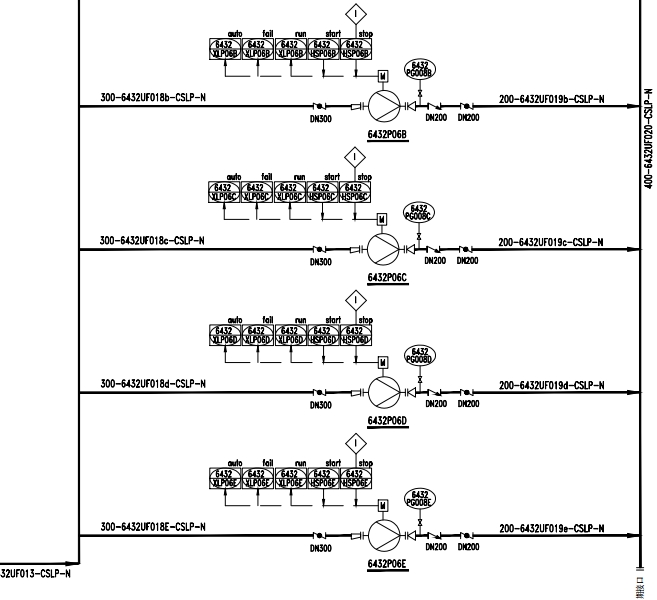 auto fail run start stop
6432 6432 6432 6432 6432
XLP06B XLP06B XLP06B HSP06B HSP06B
I
M
6432
PG008B
300-6432UF018b-CSLP-N
200-6432UF019b-CSLP-N
DN300
DN200
DN200
6432P06B
400-6432UF020-CSLP-N
auto fail run start stop
6432 6432 6432 6432 6432
XLP06C XLP06C XLP06C HSP06C HSP06C
I
M
6432
PG008C
300-6432UF018c-CSLP-N
200-6432UF019c-CSLP-N
DN300
DN200
DN200
6432P06C
auto fail run start stop
6432 6432 6432 6432 6432
XLP06D XLP06D XLP06D HSP06D HSP06D
I
M
6432
PG008D
300-6432UF018d-CSLP-N
200-6432UF019d-CSLP-N
DN300
DN200
DN200
6432P06D
auto fail run start stop
6432 6432 6432 6432 6432
XLP06E XLP06E XLP06E HSP06E HSP06E
I
M
6432
PG008E
300-6432UF018E-CSLP-N
200-6432UF019e-CSLP-N
DN300
DN200
DN200
6432P06E
32UF013-CSLP-N
接口